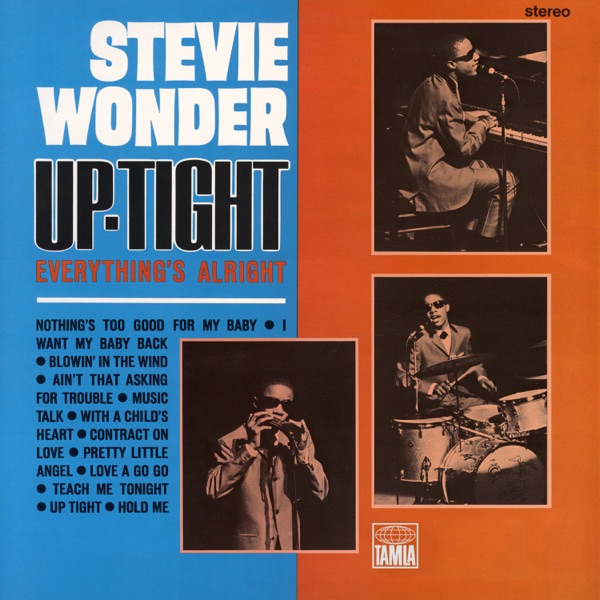 stereo
STEVIE
WONDER
UP·TIGHT
EVERYTHING'S ALRIGHT
NOTHING'S TOO GOOD FOR MY BABY ● I
WANT MY BABY BACK
● BLOWIN' IN THE WIND
● AIN'T THAT ASKING
FOR TROUBLE ● MUSIC
TALK ● WITH A CHILD'S
HEART ● CONTRACT ON
LOVE ● PRETTY LITTLE
ANGEL ● LOVE A GO GO
● TEACH ME TONIGHT
● UP TIGHT ● HOLD ME
TAMLA